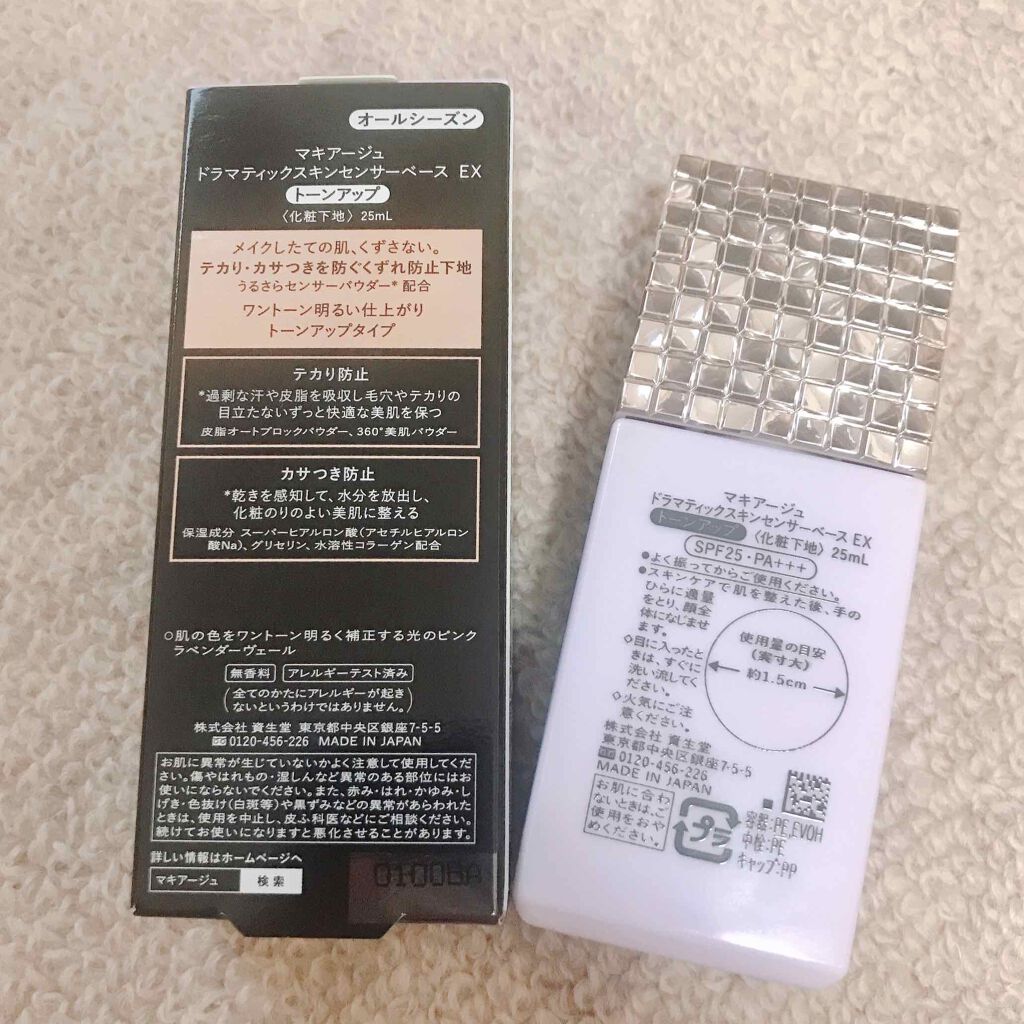 オールシーズン
マキアージュ
ドラマティックスキンセンサーベース EX
トーンアップ
〈化粧下地〉25mL
メイクしたての肌、くずさない。
テカリ・カサつきを防ぐくずれ防止下地
うるさらセンサーパウダー*配合
ワントーン明るい仕上がり
トーンアップタイプ
テカリ防止
*過剰な汗や皮脂を吸収し毛穴やテカリの
目立たないずっと快適な美肌を保つ
皮脂オートブロックパウダー、360°美肌パウダー
カサつき防止
*乾きを感知して、水分を放出し、
化粧のりのよい美肌に整える
保湿成分 スーパーヒアルロン酸(アセチルヒアルロン
酸Na)、グリセリン、水溶性コラーゲン配合
○肌の色をワントーン明るく補正する光のピンク
ラベンダーヴェール
無香料 アレルギーテスト済み
(全てのかたにアレルギーが起き
ないというわけではありません。)
株式会社 資生堂 東京都中央区銀座7-5-5
0120-456-226 MADE IN JAPAN
お肌に異常が生じていないかよく注意して使用してくだ
さい。傷やはれもの・湿しんなど異常のある部位にはお
使いにならないでください。また、赤み・はれ・かゆみ・し
げき・色抜け(白斑等)や黒ずみなどの異常があらわれた
ときは、使用を中止し、皮ふ科医などにご相談ください。
続けてお使いになりますと悪化させることがあります。
詳しい情報はホームページへ
マキアージュ 検索
01006A
マキアージュ
ドラマティックスキンセンサーベース EX
トーンアップ 〈化粧下地〉25mL
SPF25・PA+++
●よく振ってからご使用ください。
●スキンケアで肌を整えた後、手の
ひらに適量
をとり、顔全
体になじませ
ます。
◇目に入ったと
きは、すぐに
洗い流してく
ださい。
◇火気にご注
意ください。
使用量の目安
(実寸大)
約1.5cm
株式会社 資生堂
東京都中央区銀座7-5-5
0120-456-226
MADE IN JAPAN
お肌に合わ
ないときは、ご
使用をおや
めください。
プラ
容器:PE,EVOH
中栓:PE
キャップ:PP